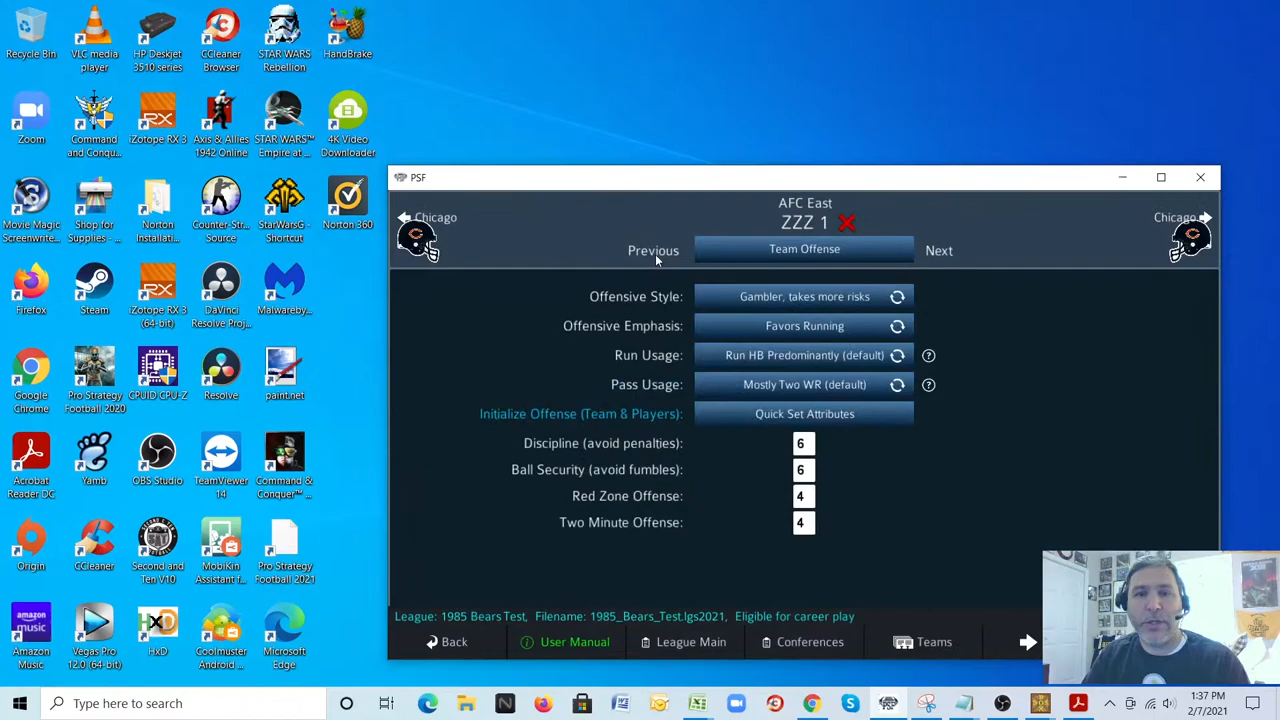 Recycle Bin
VLC media player
HP Deskjet 3510 series
CCleaner Browser
STAR WARS Rebellion
HandBrake
Zoom
Command and Conqu...
iZotope RX 3
Axis & Allies 1942 Online
STAR WARS™ Empire at ...
4K Video Downloader
Movie Magic Screenwrite...
Shop for Supplies - ...
Norton Installati...
Counter-Str... Source
StarWarsG - Shortcut
Norton 360
Firefox
Steam
iZotope RX 3 (64-bit)
DaVinci Resolve Proj...
Malwareby...
Google Chrome
Pro Strategy Football 2020
CPUID CPU-Z
Resolve
paint.net
Acrobat Reader DC
Yamb
OBS Studio
TeamViewer 14
Command & Conquer™ ...
Origin
CCleaner
Second and Ten V10
MobiKin Assistant f...
Pro Strategy Football 2021
Amazon Music
Vegas Pro 12.0 (64-bit)
HxD
Coolmuster Android ...
Microsoft Edge
PSF
AFC East
Chicago
ZZZ 1
Chicago
Previous
Team Offense
Next
Offensive Style: Gambler, takes more risks
Offensive Emphasis: Favors Running
Run Usage: Run HB Predominantly (default) ?
Pass Usage: Mostly Two WR (default) ?
Initialize Offense (Team & Players): Quick Set Attributes
Discipline (avoid penalties): 6
Ball Security (avoid fumbles): 6
Red Zone Offense: 4
Two Minute Offense: 4
League: 1985 Bears Test, Filename: 1985_Bears_Test.lgs2021, Eligible for career play
Back
User Manual
League Main
Conferences
Teams
Type here to search
1:37 PM
2/7/2021